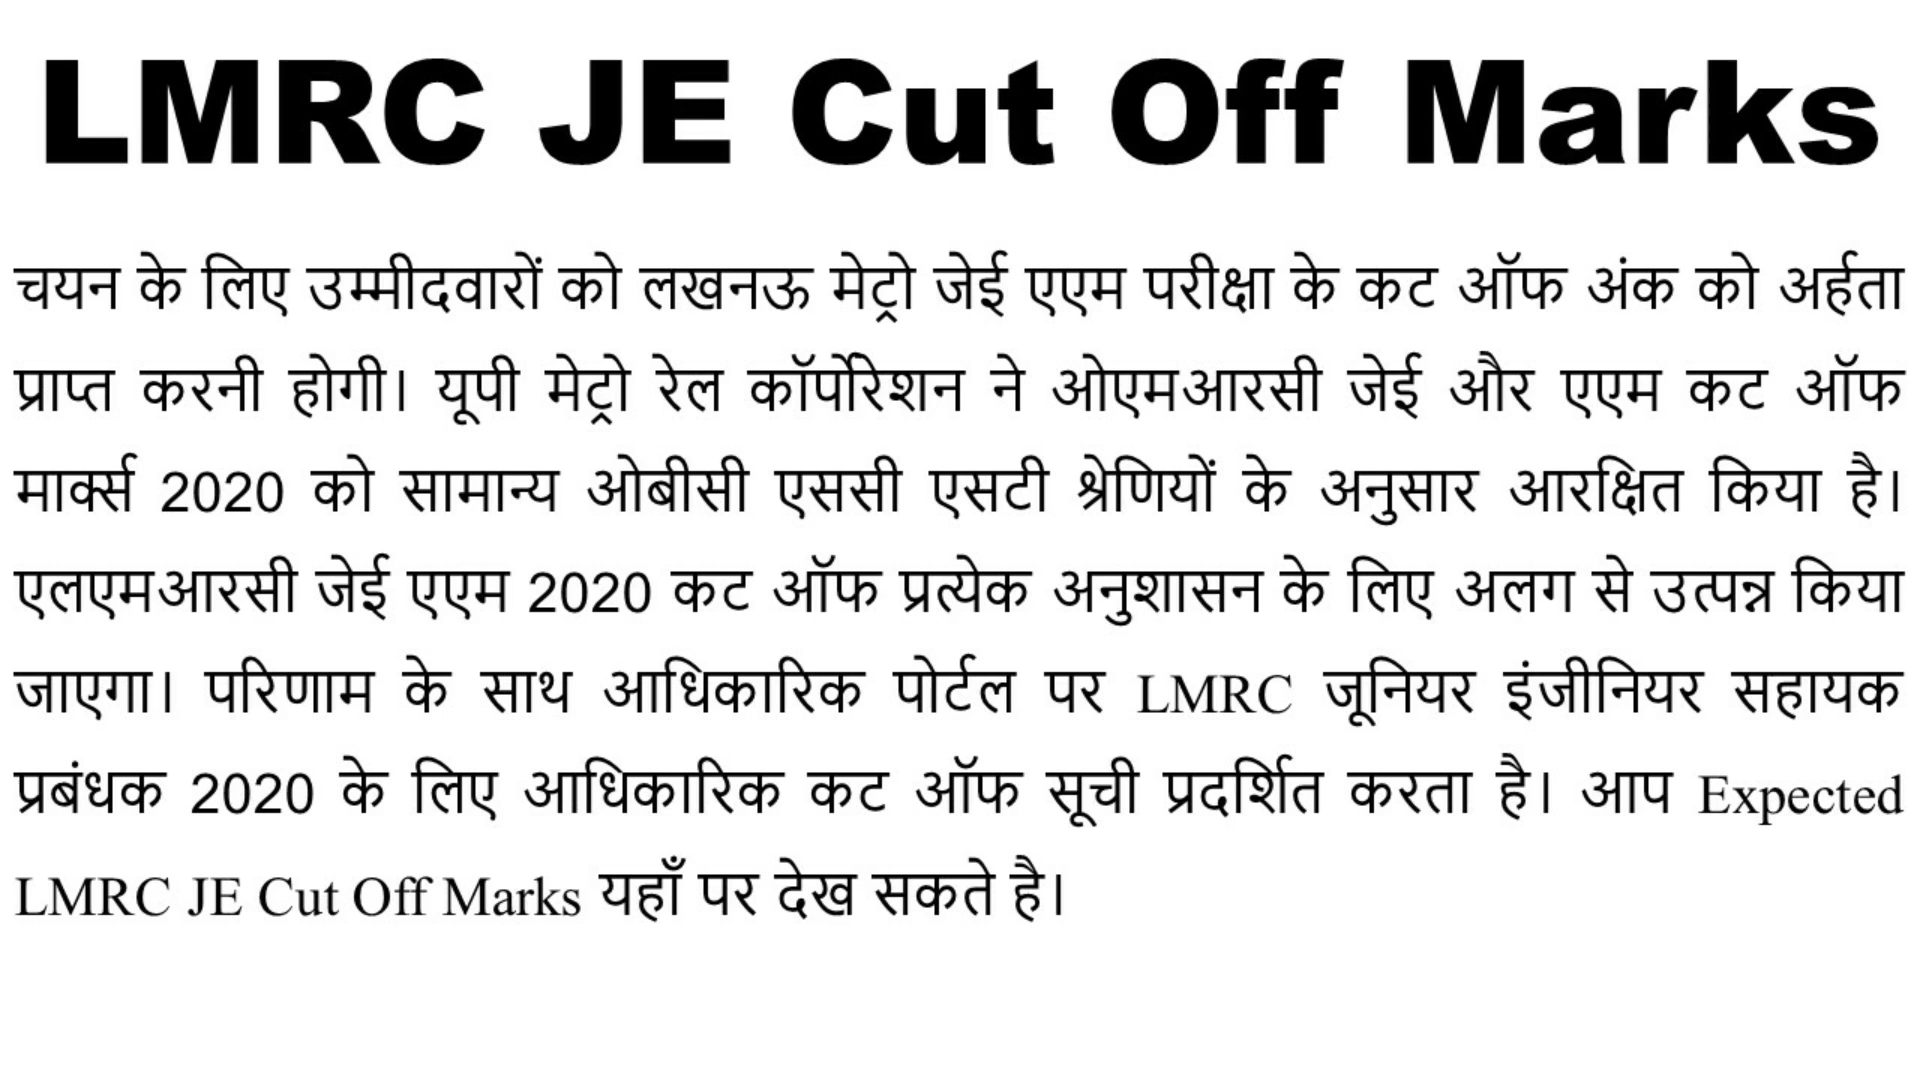 LMRC JE Cut Off Marks
चयन के लिए उम्मीदवारों को लखनऊ मेट्रो जेई एएम परीक्षा के कट ऑफ अंक को अर्हता
प्राप्त करनी होगी। यूपी मेट्रो रेल कॉर्पोरेशन ने ओएमआरसी जेई और एएम कट ऑफ
मार्क्स 2020 को सामान्य ओबीसी एससी एसटी श्रेणियों के अनुसार आरक्षित किया है।
एलएमआरसी जेई एएम 2020 कट ऑफ प्रत्येक अनुशासन के लिए अलग से उत्पन्न किया
जाएगा। परिणाम के साथ आधिकारिक पोर्टल पर LMRC जूनियर इंजीनियर सहायक
प्रबंधक 2020 के लिए आधिकारिक कट ऑफ सूची प्रदर्शित करता है। आप Expected
LMRC JE Cut Off Marks यहाँ पर देख सकते है।